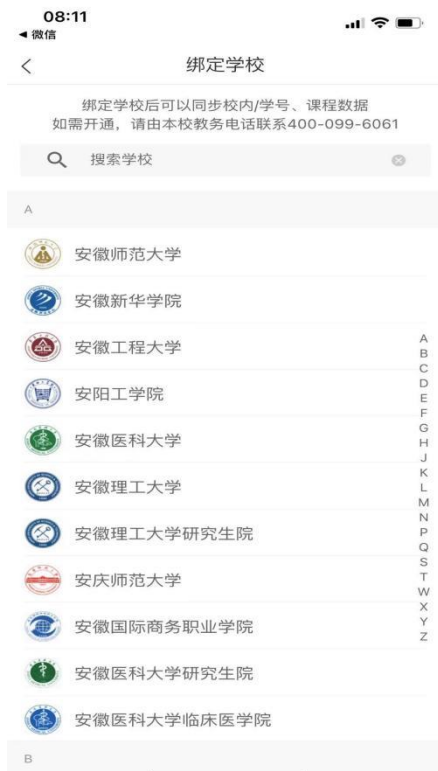 08:11
微信
绑定学校
绑定学校后可以同步校内/学号、课程数据
如需开通，请由本校教务电话联系400-099-6061
搜索学校
A
安徽师范大学
安徽新华学院
安徽工程大学
安阳工学院
安徽医科大学
安徽理工大学
安徽理工大学研究生院
安庆师范大学
安徽国际商务职业学院
安徽医科大学研究生院
安徽医科大学临床医学院
B
A
B
C
D
E
F
G
H
J
K
L
M
N
P
Q
S
T
W
X
Y
Z